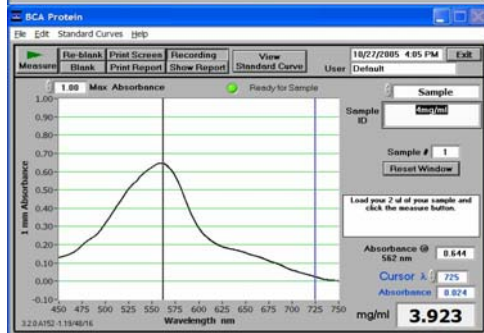 BCA Protein
File Edit Standard Curves Help
Measure
Re-blank Print Screen Recording
Blank Print Report Show Report
View
Standard Curve
10/27/2005 4:05 PM Exit
User Default
1.00 Max Absorbance
Ready for Sample
Sample
Sample ID
4mg/ml
Sample # 1
Reset Window
Load your 2 ul of your sample and
click the measure button.
Absorbance @
562 nm
0.644
Cursor λ 725
Absorbance 0.024
mg/ml 3.923
1 mm Absorbance
1.00
0.90
0.80
0.70
0.60
0.50
0.40
0.30
0.20
0.10
0.00
-0.10
450 475 500 525 550 575 600 625 650 675 700 725 750
Wavelength nm